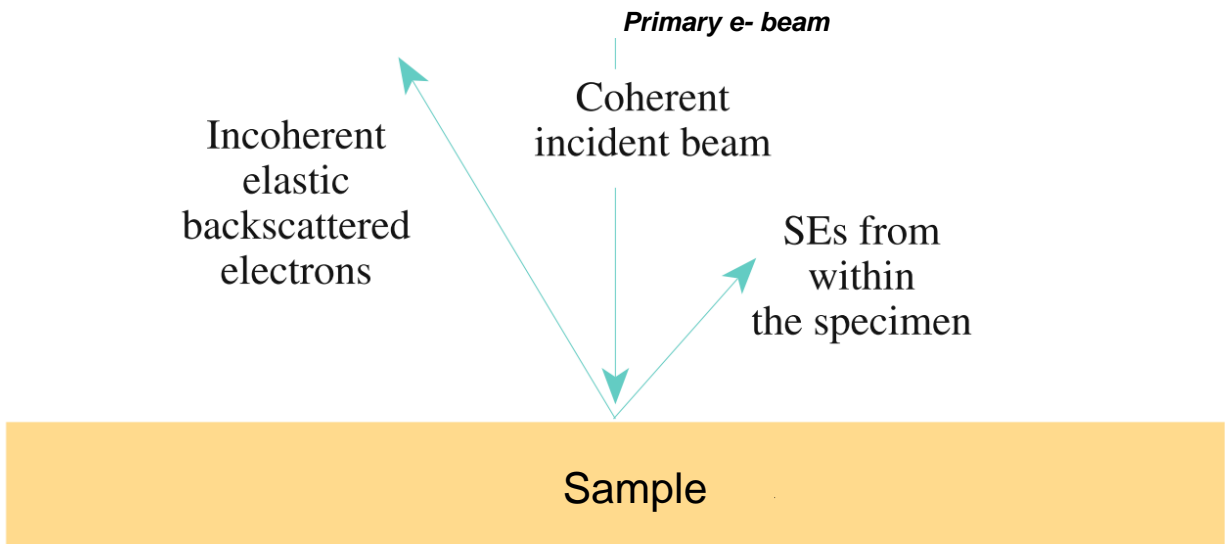 Primary e- beam
Coherent
incident beam
Incoherent
elastic
backscattered
electrons
SEs from
within
the specimen
Sample